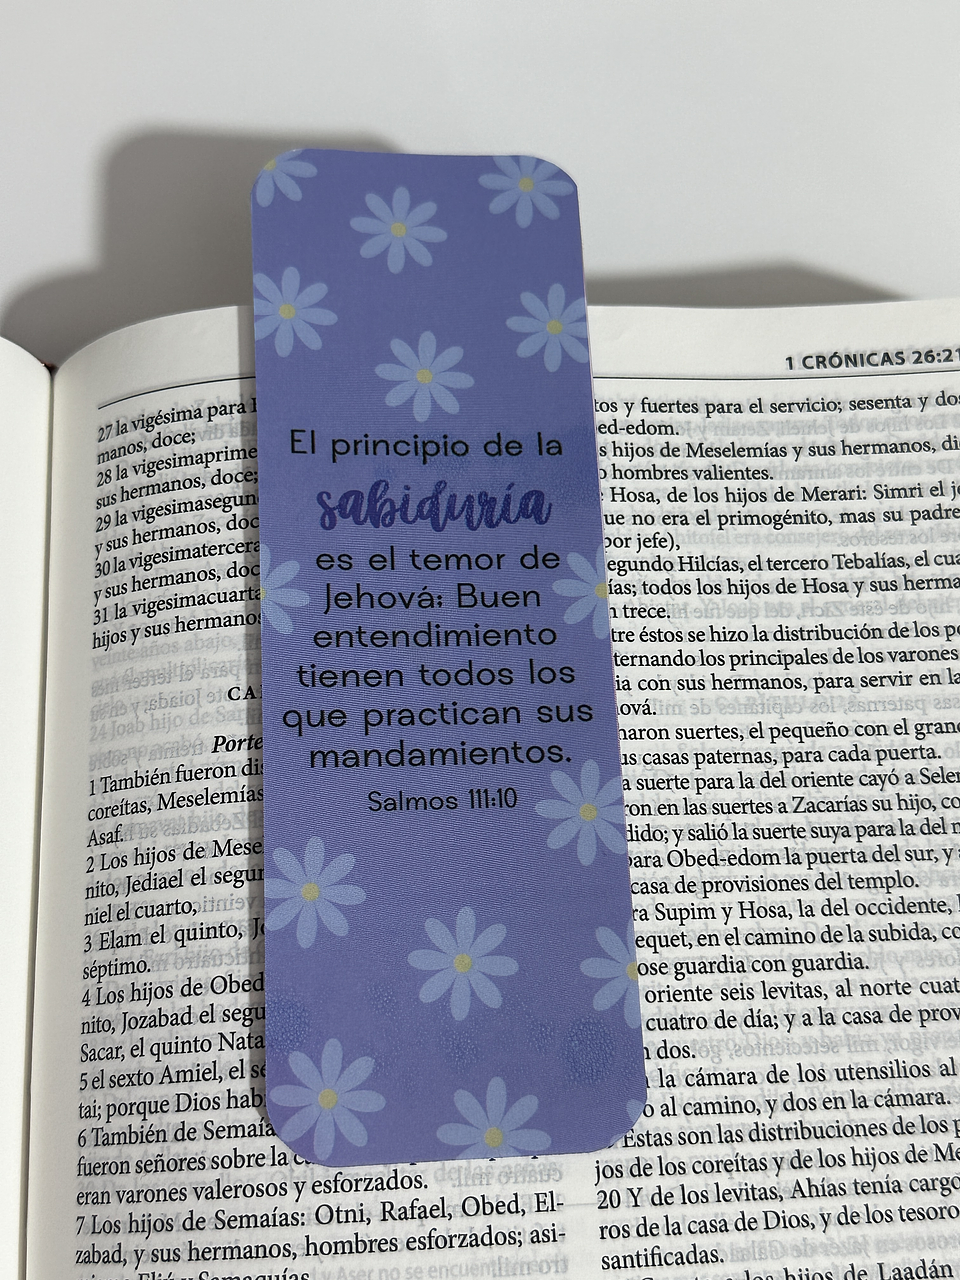 El principio de la
sabiduría
es el temor de
Jehová; Buen
entendimiento
tienen todos los
que practican sus
mandamientos.
Salmos 111:10
1 CRÓNICAS 26:21
27 la vigésima para
manos, doce;
28 la vigesimaprime
sus hermanos, doce;
29 la vigesimasegun
y sus hermanos, doc
30 la vigesimatercera
y sus hermanos, doc
31 la vigesimacuarta
hijos y sus hermanos
CA
Porte
1 También fueron di
coreítas, Meselemías
Asaf.
2 Los hijos de Mese
nito, Jediael el segu
niel el cuarto,
3 Elam el quinto, J
séptimo.
4 Los hijos de Obed
nito, Jozabad el segu
Sacar, el quinto Nata
5 el sexto Amiel, el s
tai; porque Dios hab
6 También de Semaía
fueron señores sobre la
eran varones valerosos y esforzados.
7 Los hijos de Semaías: Otni, Rafael, Obed, El-
zabad, y sus hermanos, hombres esforzados; asi-
tos y fuertes para el servicio; sesenta y do
ed-edom.
s hijos de Meselemías y sus hermanos, di
hombres valientes.
Hosa, de los hijos de Merari: Simri el j
ue no era el primogénito, mas su padre
por jefe),
egundo Hilcías, el tercero Tebalías, el cua
ías; todos los hijos de Hosa y sus herma
trece.
tre éstos se hizo la distribución de los p
ternando los principales de los varones
ia con sus hermanos, para servir en la
ová.
haron suertes, el pequeño con el gran
us casas paternas, para cada puerta.
a suerte para la del oriente cayó a Sele
ron en las suertes a Zacarías su hijo, co
dido; y salió la suerte suya para la del n
para Obed-edom la puerta del sur, y
casa de provisiones del templo.
ra Supim y Hosa, la del occidente,
equet, en el camino de la subida, co
ose guardia con guardia.
oriente seis levitas, al norte cuat
cuatro de día; y a la casa de prov
dos.
la cámara de los utensilios al
o al camino, y dos en la cámara.
Estas son las distribuciones de los p
jos de los coreítas y de los hijos de Me
20 Y de los levitas, Ahías tenía cargo
ros de la casa de Dios, y de los tesoro
santificadas.
los hijos de Laadán